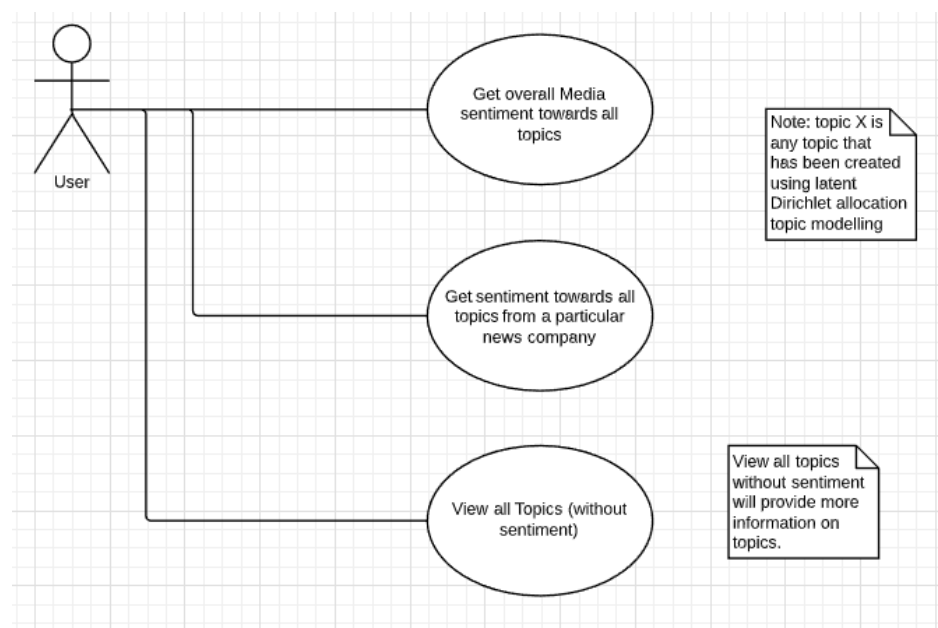 User
Get overall Media
sentiment towards all
topics
Note: topic X is
any topic that
has been created
using latent
Dirichlet allocation
topic modelling
Get sentiment towards all
topics from a particular
news company
View all Topics (without
sentiment)
View all topics
without sentiment
will provide more
information on
topics.